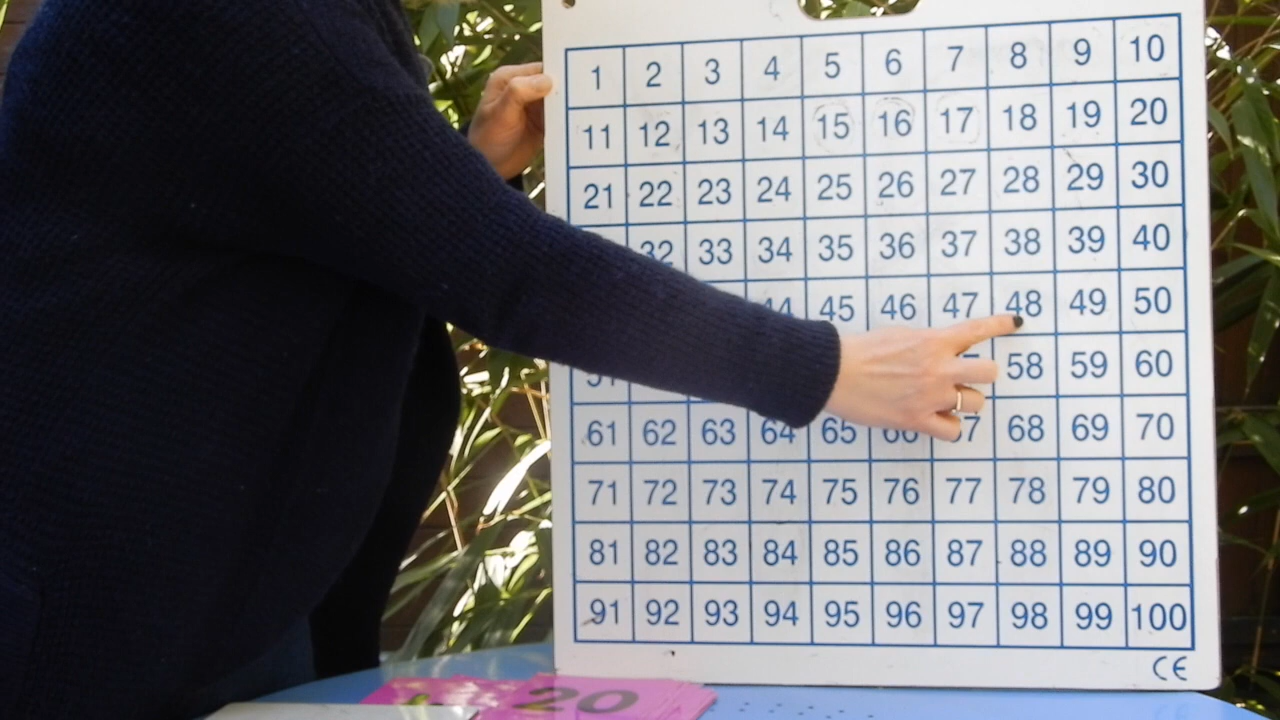 1 2 3 4 5 6 7 8 9 10
11 12 13 14 15 16 17 18 19 20
21 22 23 24 25 26 27 28 29 30
32 33 34 35 36 37 38 39 40
44 45 46 47 48 49 50
51 58 59 60
61 62 63 64 65 66 67 68 69 70
71 72 73 74 75 76 77 78 79 80
81 82 83 84 85 86 87 88 89 90
91 92 93 94 95 96 97 98 99 100
CE
20